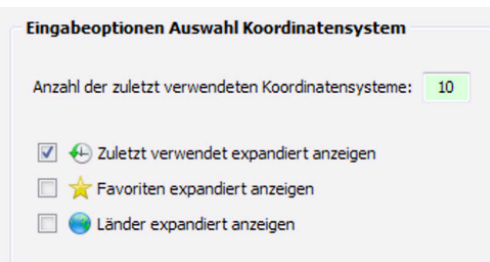 Eingabeoptionen Auswahl Koordinatensystem
Anzahl der zuletzt verwendeten Koordinatensysteme: 10
Zuletzt verwendet expandiert anzeigen
Favoriten expandiert anzeigen
Länder expandiert anzeigen